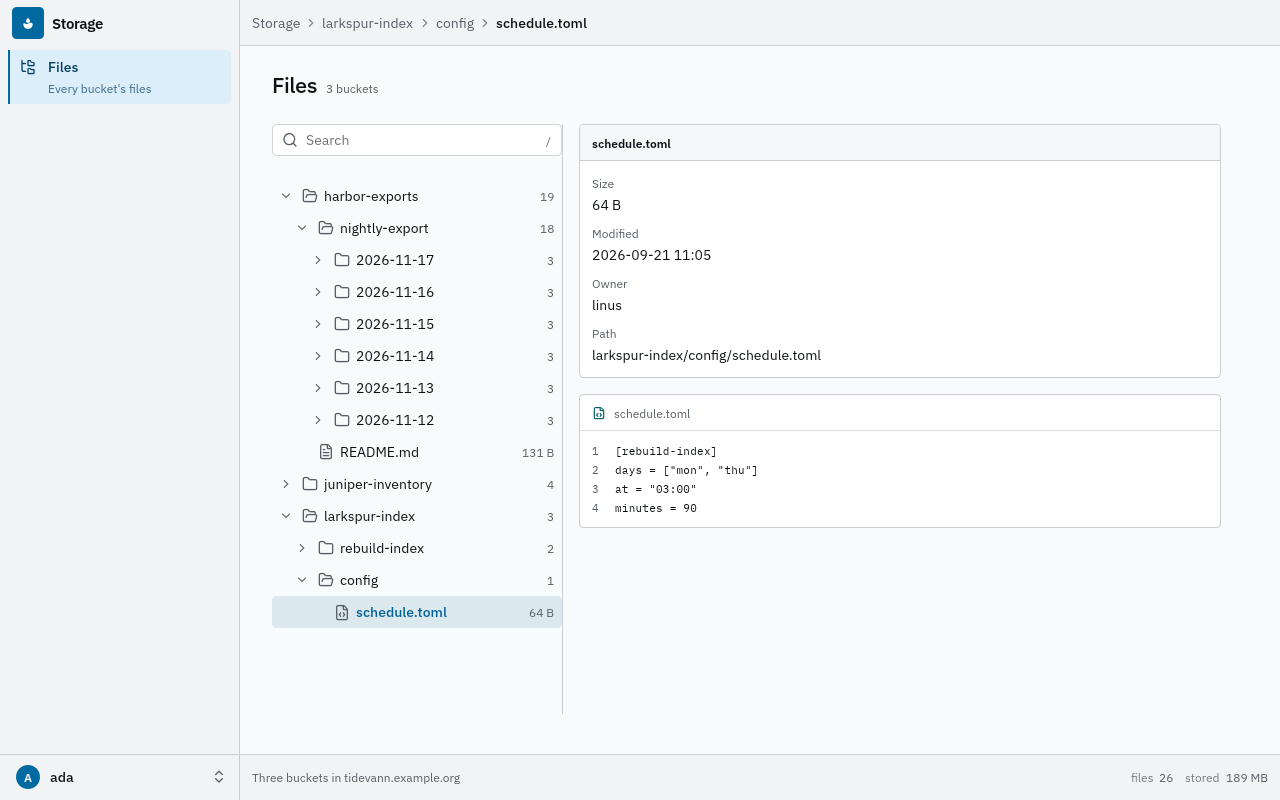 Storage
Files
Every bucket's files
ada
Storage larkspur-index config schedule.toml
Files 3 buckets
Search /
harbor-exports 19
nightly-export 18
2026-11-17 3
2026-11-16 3
2026-11-15 3
2026-11-14 3
2026-11-13 3
2026-11-12 3
README.md 131 B
juniper-inventory 4
larkspur-index 3
rebuild-index 2
config 1
schedule.toml 64 B
schedule.toml
Size
64 B
Modified
2026-09-21 11:05
Owner
linus
Path
larkspur-index/config/schedule.toml
schedule.toml
1 [rebuild-index]
2 days = ["mon", "thu"]
3 at = "03:00"
4 minutes = 90
Three buckets in tidevann.example.org
files 26 stored 189 MB
A